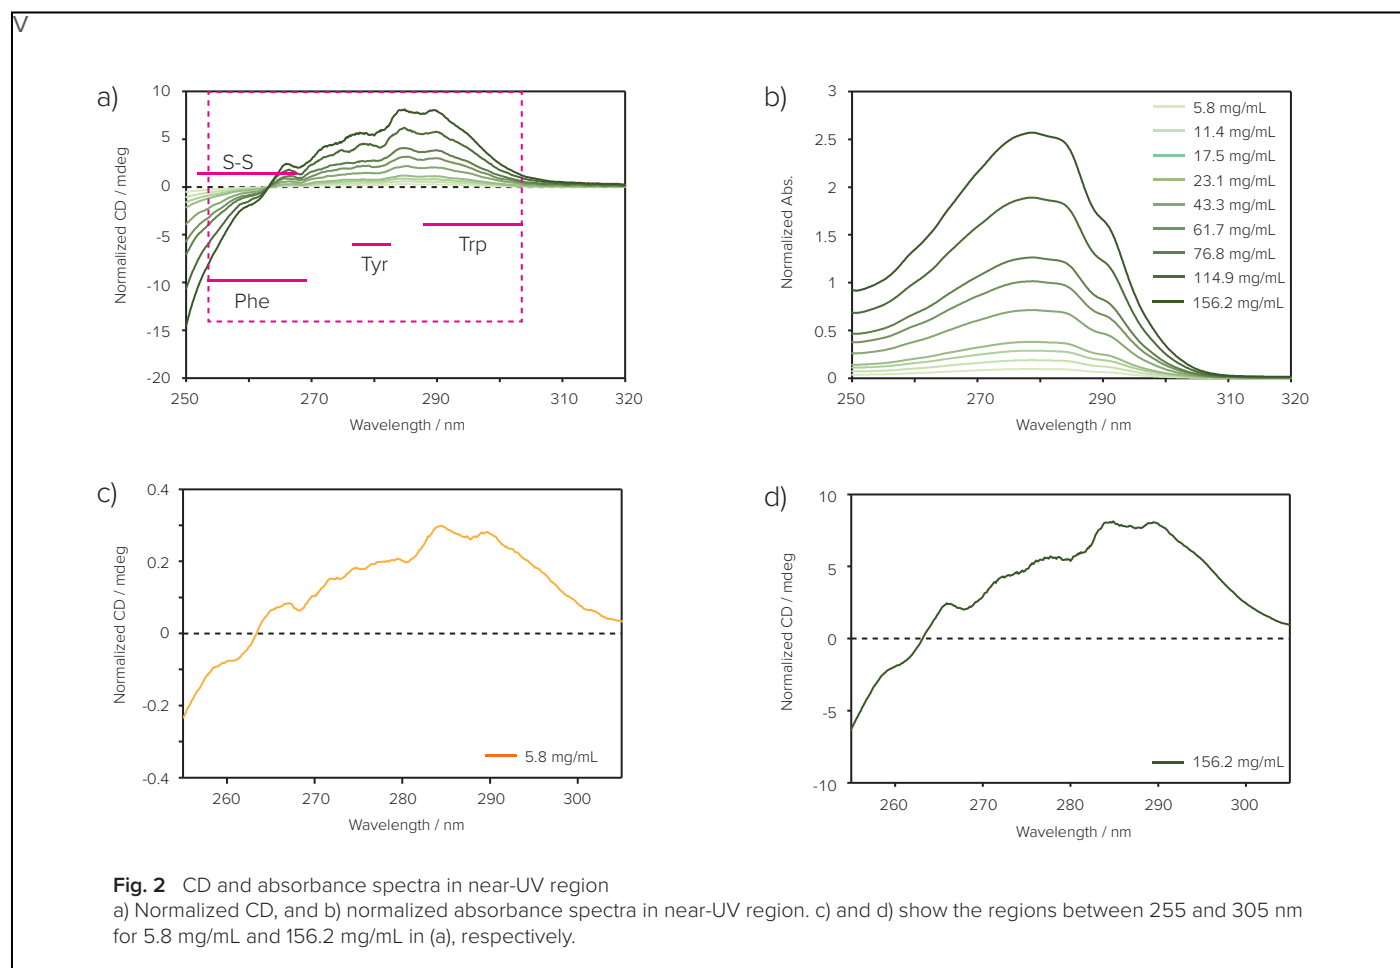 V
a)
Normalized CD / mdeg
10
5
0
-5
-10
-15
-20
S-S
Phe
Tyr
Trp
250
270
290
310
320
Wavelength / nm
b)
Normalized Abs.
3
2.5
2
1.5
1
0.5
0
5.8 mg/mL
11.4 mg/mL
17.5 mg/mL
23.1 mg/mL
43.3 mg/mL
61.7 mg/mL
76.8 mg/mL
114.9 mg/mL
156.2 mg/mL
250
270
290
310
320
Wavelength / nm
c)
Normalized CD / mdeg
0.4
0.2
0
-0.2
-0.4
5.8 mg/mL
260
270
280
290
300
Wavelength / nm
d)
Normalized CD / mdeg
10
5
0
-5
-10
156.2 mg/mL
260
270
280
290
300
Wavelength / nm
Fig. 2 CD and absorbance spectra in near-UV region
a) Normalized CD, and b) normalized absorbance spectra in near-UV region. c) and d) show the regions between 255 and 305 nm
for 5.8 mg/mL and 156.2 mg/mL in (a), respectively.